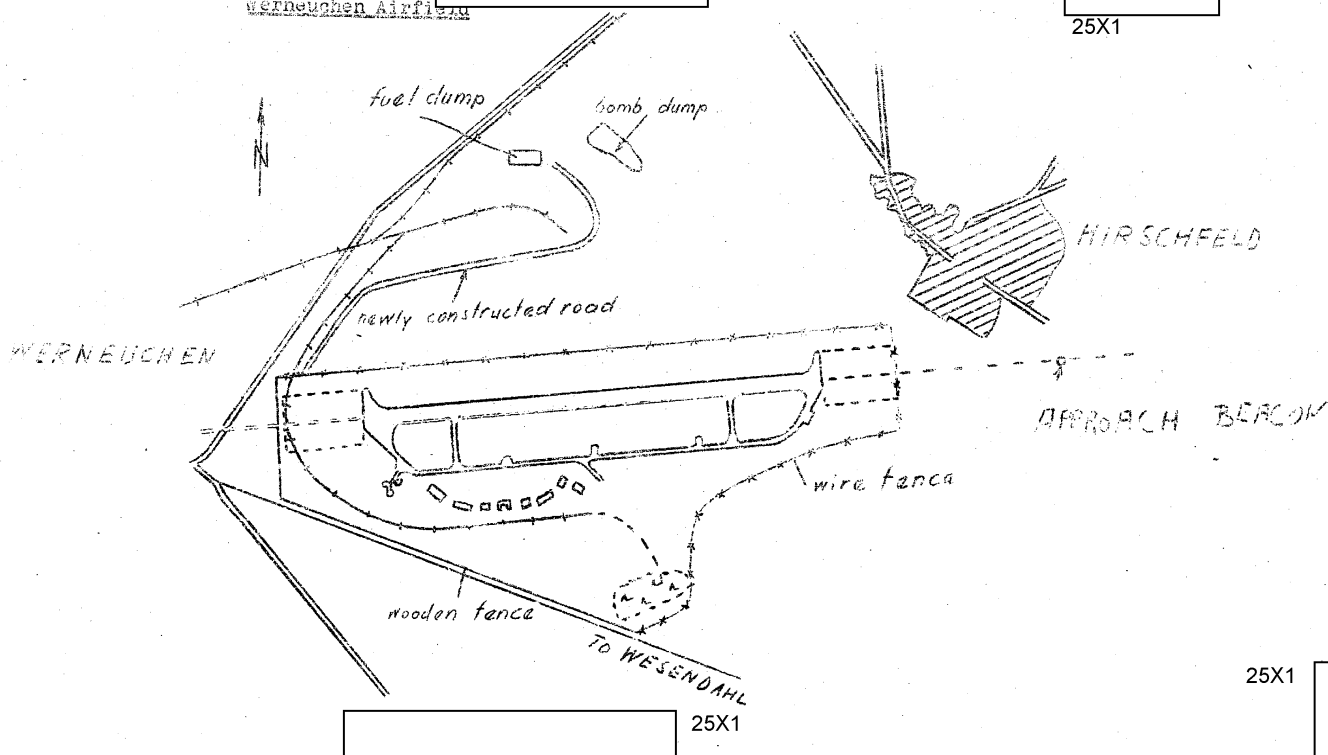 Werneuchen Airfield
25X1
fuel dump
bomb dump
N
HIRSCHFELD
newly constructed road
WERNEUCHEN
APPROACH BEACON
wire fence
wooden fence
TO WESENDAHL
25X1
25X1